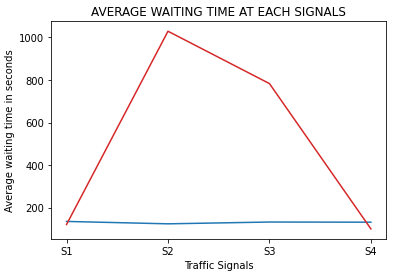 AVERAGE WAITING TIME AT EACH SIGNALS
1000
800
600
400
200
Average waiting time in seconds
S1 S2 S3 S4
Traffic Signals